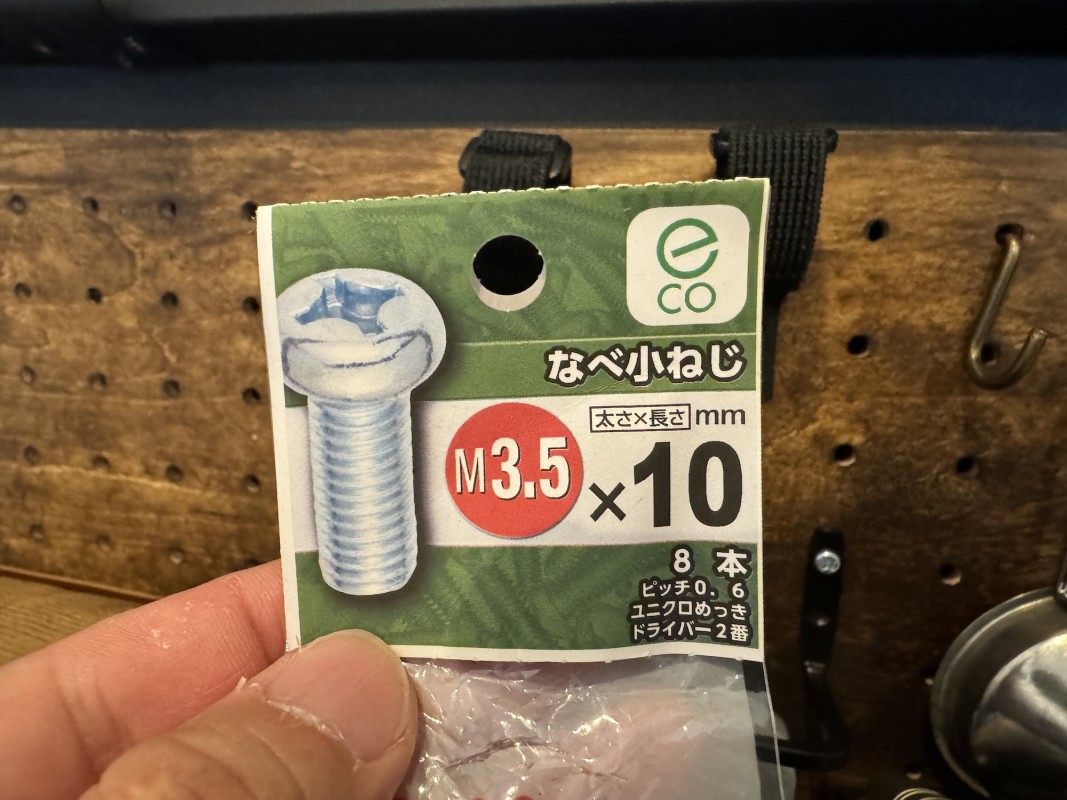 eco
なべ小ねじ
太さ×長さ mm
M3.5 ×10
8本
ピッチ0.6
ユニクロめっき
ドライバー2番